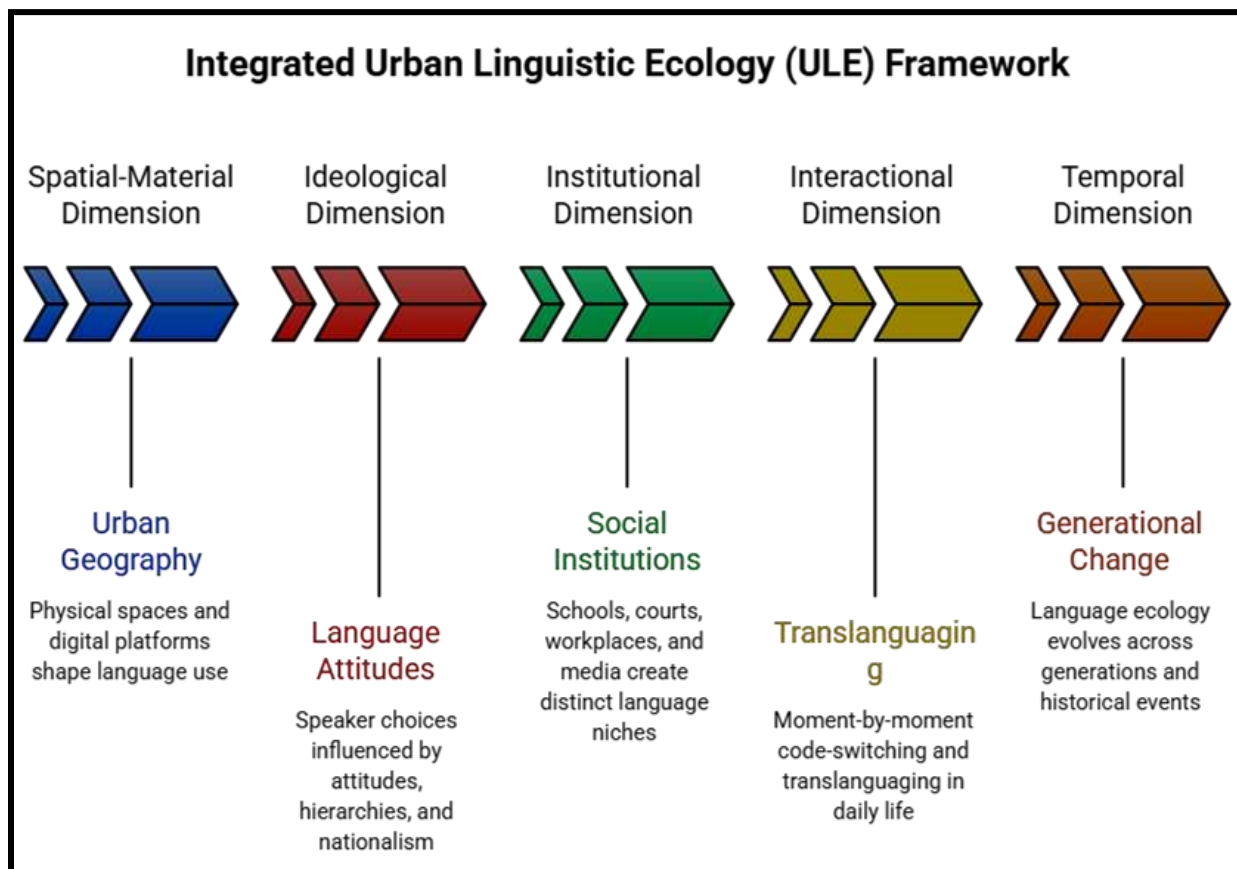 Integrated Urban Linguistic Ecology (ULE) Framework
Spatial-Material
Dimension
Ideological
Dimension
Institutional
Dimension
Interactional
Dimension
Temporal
Dimension
Urban
Geography
Physical spaces and
digital platforms
shape language use
Language
Attitudes
Speaker choices
influenced by
attitudes,
hierarchies, and
nationalism
Social
Institutions
Schools, courts,
workplaces, and
media create
distinct language
niches
Translanguagin
g
Moment-by-moment
code-switching and
translanguaging in
daily life
Generational
Change
Language ecology
evolves across
generations and
historical events